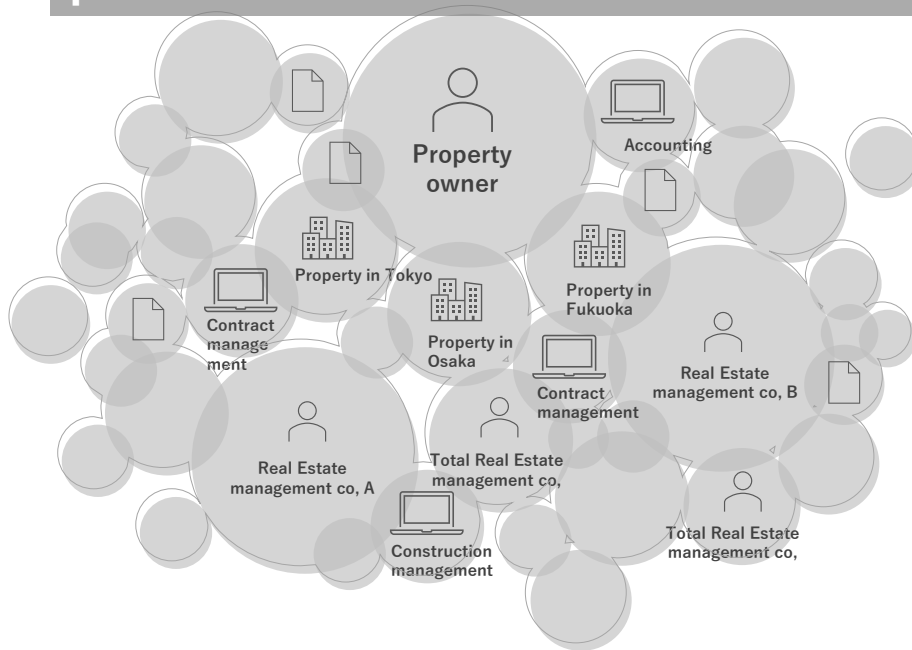 Property
owner
Accounting
Property in Tokyo
Property in
Fukuoka
Contract
manage
ment
Property in
Osaka
Contract
management
Real Estate
management co, B
Real Estate
management co, A
Total Real Estate
management co,
Construction
management
Total Real Estate
management co,